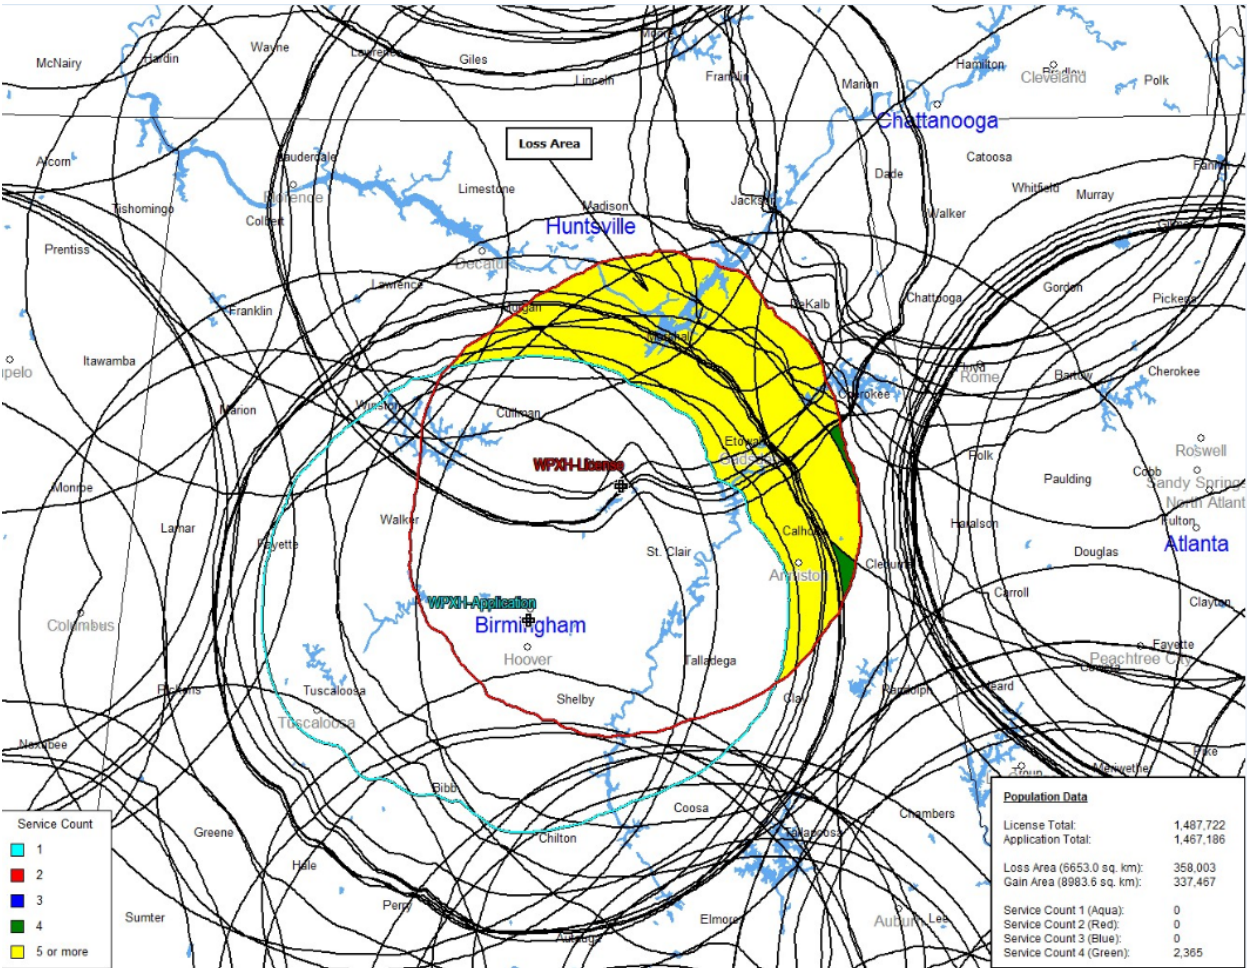 Wayne
Moore
McNairy
Hardin
Lawrence
Giles
Lincoln
Franklin
Marion
Hamilton
Bradley
Cleveland
Polk
Chattanooga
Loss Area
Alcorn
Lauderdale
Catoosa
Fannin
Dade
Whitfield
Murray
Florence
Limestone
Tishomingo
Colbert
Madison
Jackson
Walker
Huntsville
Prentiss
Decatur
Lawrence
DeKalb
Chattooga
Gordon
Pickens
Franklin
Morgan
Marshall
Itawamba
Floyd
Rome
Bartow
Cherokee
Cherokee
Marion
Winston
Cullman
Etowah
Gadsden
Polk
Roswell
WPXH-License
Cobb
Sandy Springs
Paulding
Monroe
North Atlant
Walker
Haralson
Fulton
Lamar
Calhoun
Fayette
St. Clair
Atlanta
Douglas
Cleburne
Anniston
Carroll
WPXH-Application
Clayton
Columbus
Birmingham
Fayette
Hoover
Talladega
Peachtree City
Coweta
Pickens
Tuscaloosa
Shelby
Clay
Randolph
Heard
Tuscaloosa
Noxubee
Pike
Meriwether
Bibb
Coosa
Chambers
Greene
Chilton
Tallapoosa
Hale
Perry
Sumter
Elmore
Auburn
Lee
Autauga
Service Count
1
2
3
4
5 or more
Population Data
License Total: 1,487,722
Application Total: 1,467,186
Loss Area (6653.0 sq. km): 358,003
Gain Area (8983.6 sq. km): 337,467
Service Count 1 (Aqua): 0
Service Count 2 (Red): 0
Service Count 3 (Blue): 0
Service Count 4 (Green): 2,365